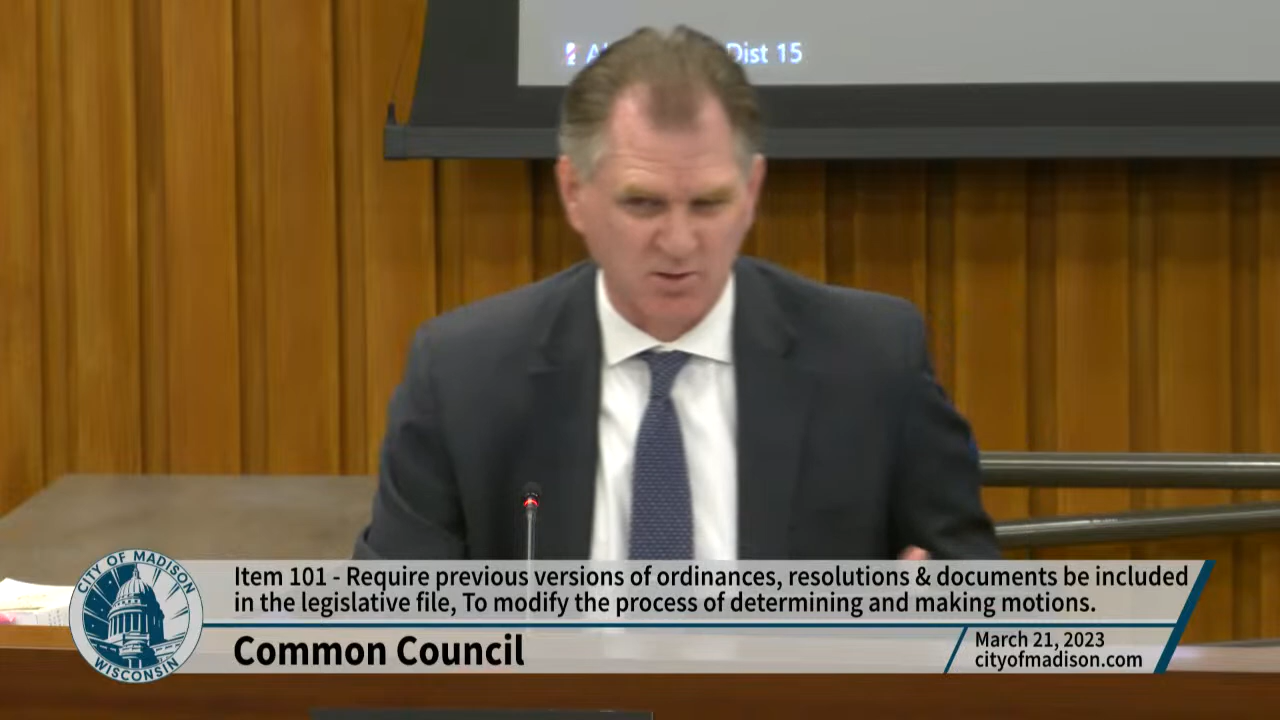 Dist 15
Item 101 - Require previous versions of ordinances, resolutions & documents be included
in the legislative file, To modify the process of determining and making motions.
CITY OF MADISON
WISCONSIN
Common Council
March 21, 2023
cityofmadison.com